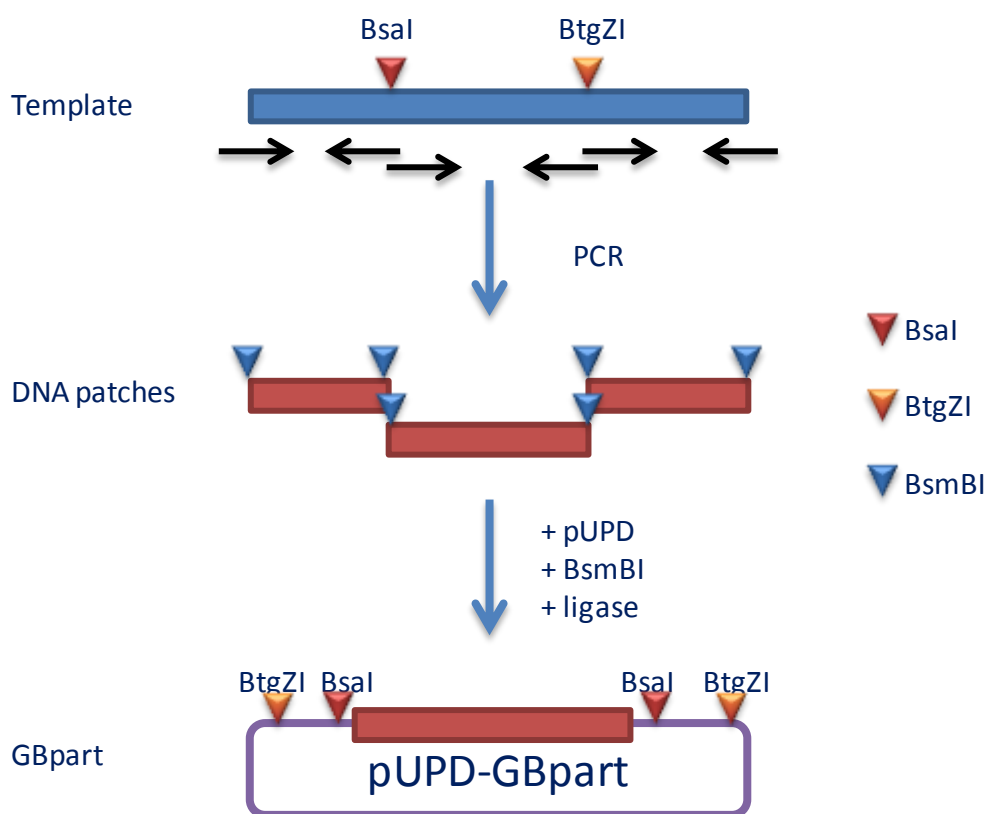 BsaI BtgZI
Template
PCR
BsaI
DNA patches
BtgZI
BsmBI
+ pUPD
+ BsmBI
+ ligase
BtgZI BsaI BsaI BtgZI
GBpart
pUPD-GBpart